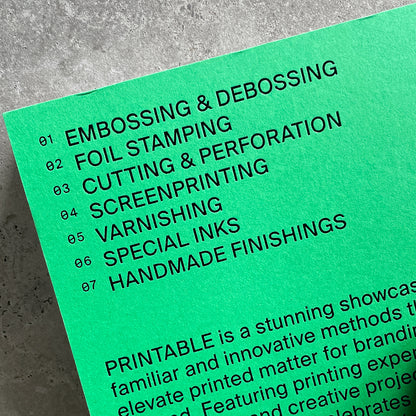 01 EMBOSSING & DEBOSSING
02 FOIL STAMPING
03 CUTTING & PERFORATION
04 SCREENPRINTING
05 VARNISHING
06 SPECIAL INKS
07 HANDMADE FINISHINGS
PRINTABLE is a stunning showcas
familiar and innovative methods th
elevate printed matter for brandin
Featuring printing expe
and creative projec